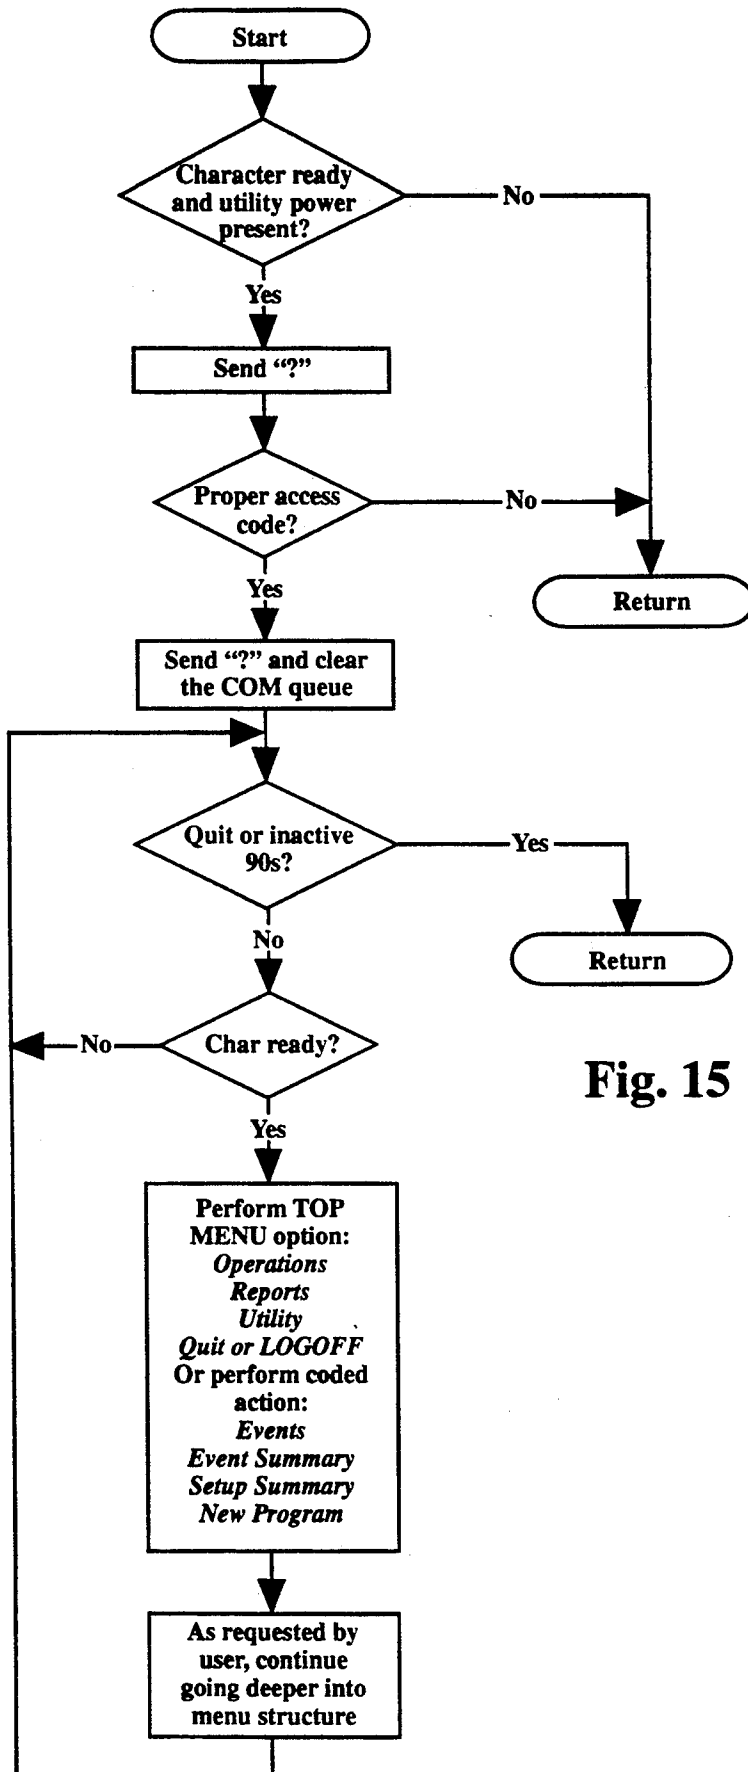 Start
Character ready
and utility power
present?
No
Yes
Send “?”
Proper access
code?
No
Yes
Return
Send “?” and clear
the COM queue
Quit or inactive
90s?
Yes
No
Return
Char ready?
No
Fig. 15
Yes
Perform TOP
MENU option:
Operations
Reports
Utility
Quit or LOGOFF
Or perform coded
action:
Events
Event Summary
Setup Summary
New Program
As requested by
user, continue
going deeper into
menu structure